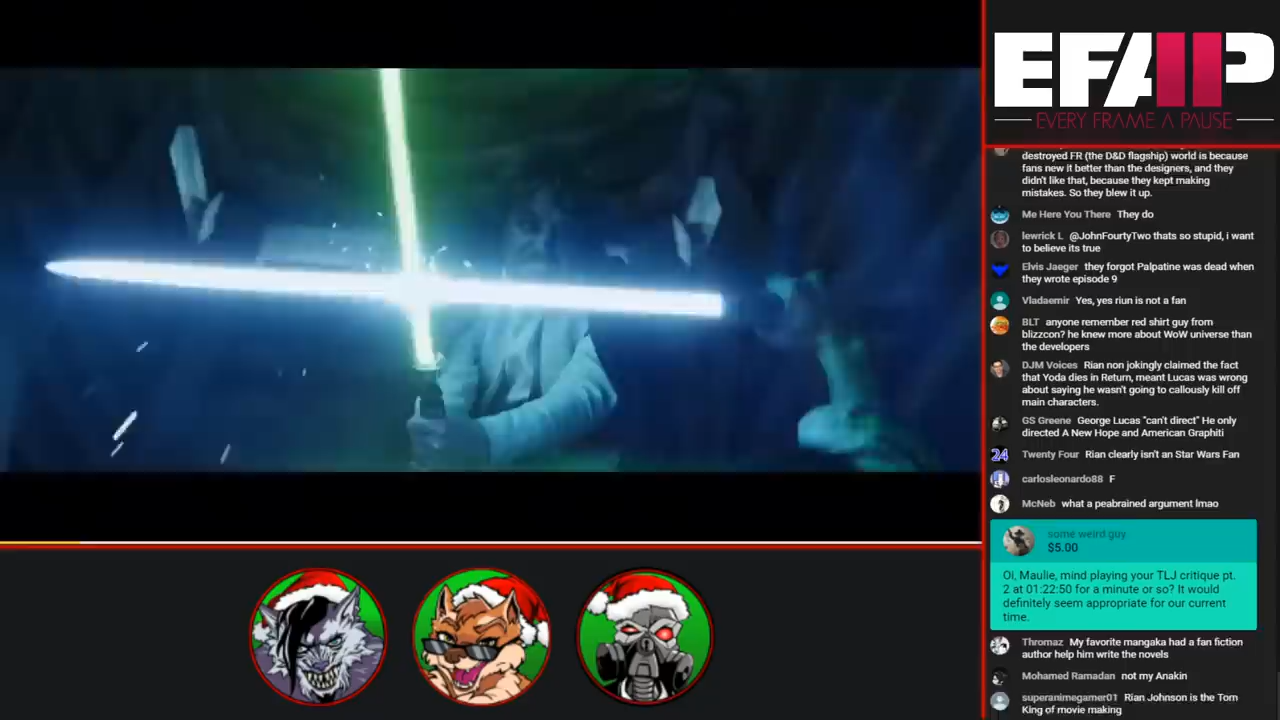 EFAP
EVERY FRAME A PAUSE
destroyed FR (the D&D flagship) world is because
fans new it better than the designers, and they
didn't like that, because they kept making
mistakes. So they blew it up.
Me Here You There They do
lewrick L @JohnFourtyTwo thats so stupid, i want
to believe its true
Elvis Jaeger they forgot Palpatine was dead when
they wrote episode 9
Vladaemir Yes, yes riun is not a fan
BLT anyone remember red shirt guy from
blizzcon? he knew more about WoW universe than
the developers
DJM Voices Rian non jokingly claimed the fact
that Yoda dies in Return, meant Lucas was wrong
about saying he wasn't going to callously kill off
main characters.
GS Greene George Lucas "can't direct" He only
directed A New Hope and American Graphiti
24
Twenty Four Rian clearly isn't an Star Wars Fan
carlosleonardo88 F
McNeb what a peabrained argument lmao
some weird guy
$5.00
Oi, Maulie, mind playing your TLJ critique pt.
2 at 01:22:50 for a minute or so? It would
definitely seem appropriate for our current
time.
Thromaz My favorite mangaka had a fan fiction
author help him write the novels
Mohamed Ramadan not my Anakin
superanimegamer01 Rian Johnson is the Tom
King of movie making